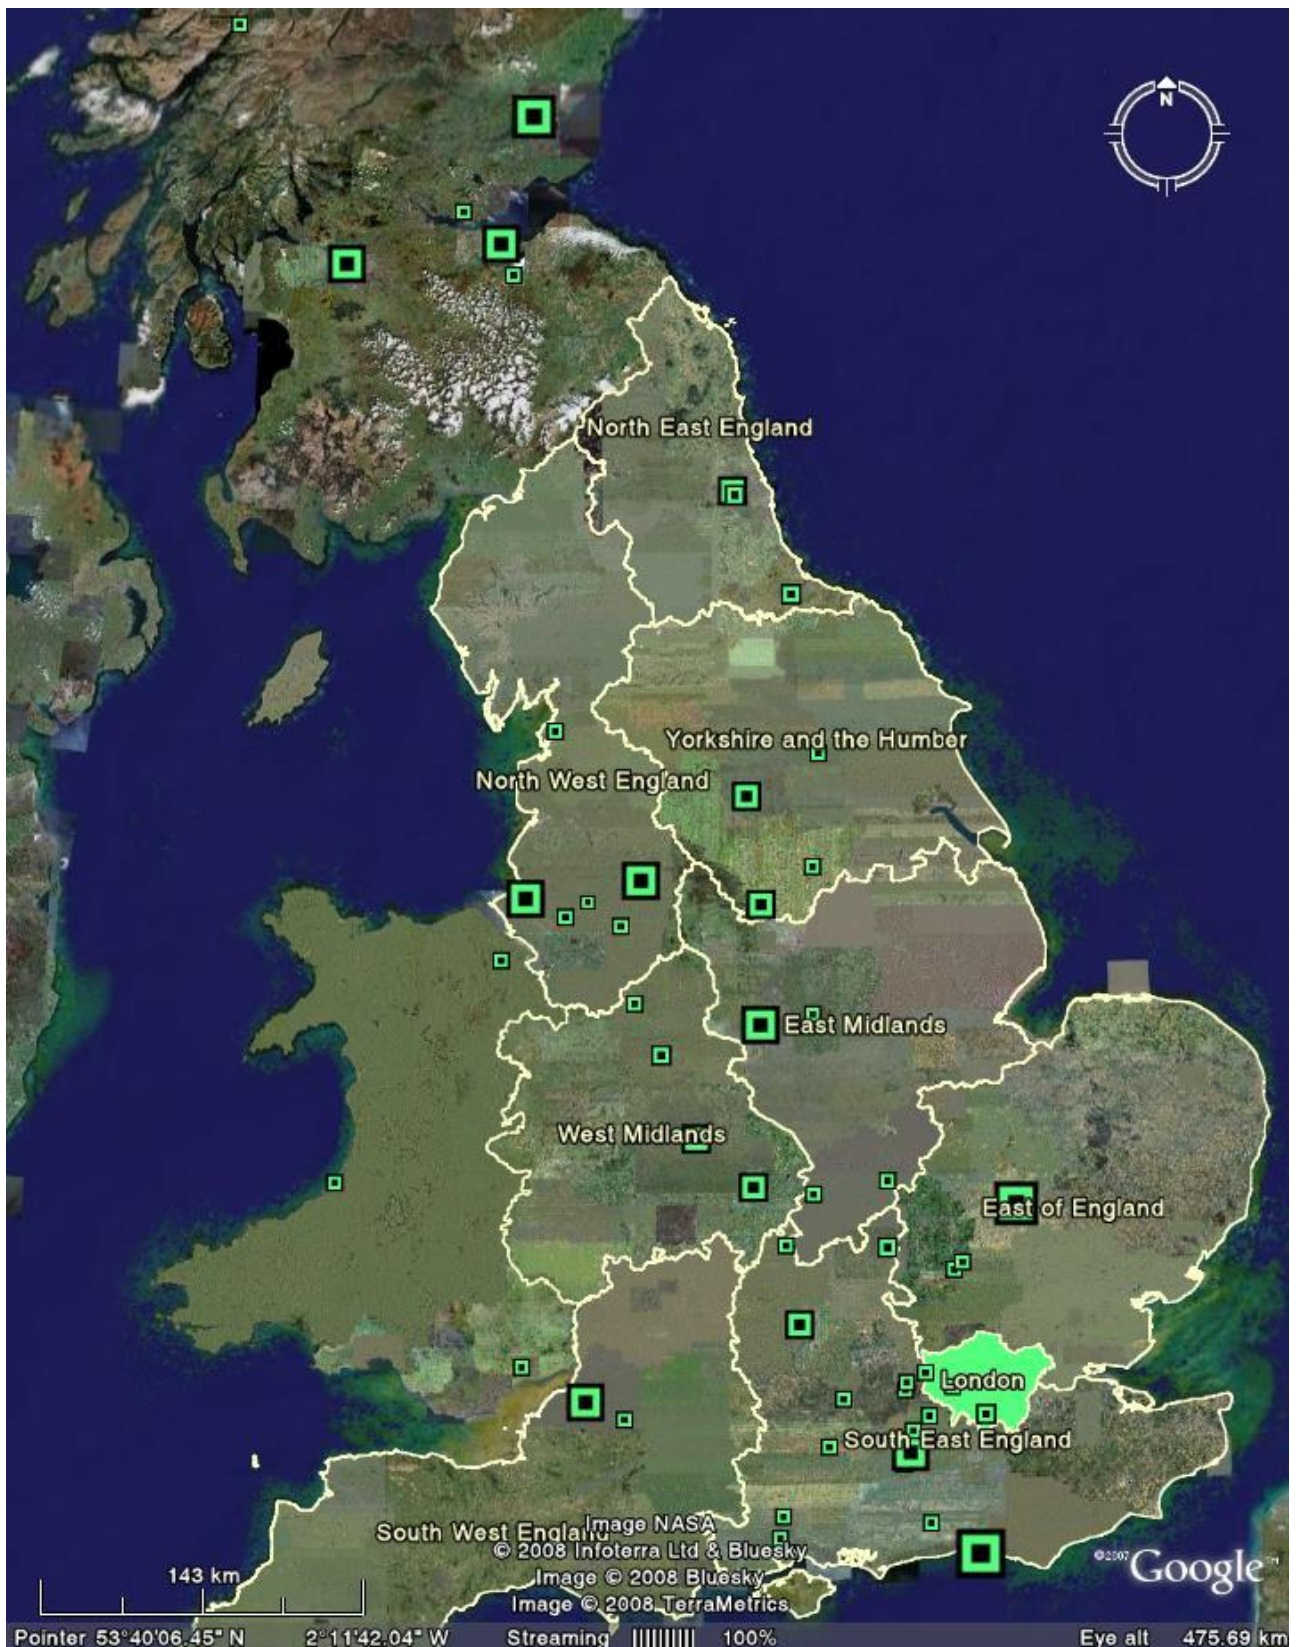 N
North East England
Yorkshire and the Humber
North West England
East Midlands
West Midlands
East of England
London
South East England
South West England
Image NASA
© 2008 Infoterra Ltd & Bluesky
Image © 2008 Bluesky
Image © 2008 TerraMetrics
©2007 Google™
143 km
Pointer 53°40'06.45" N 2°11'42.04" W Streaming 100% Eye alt 475.69 km